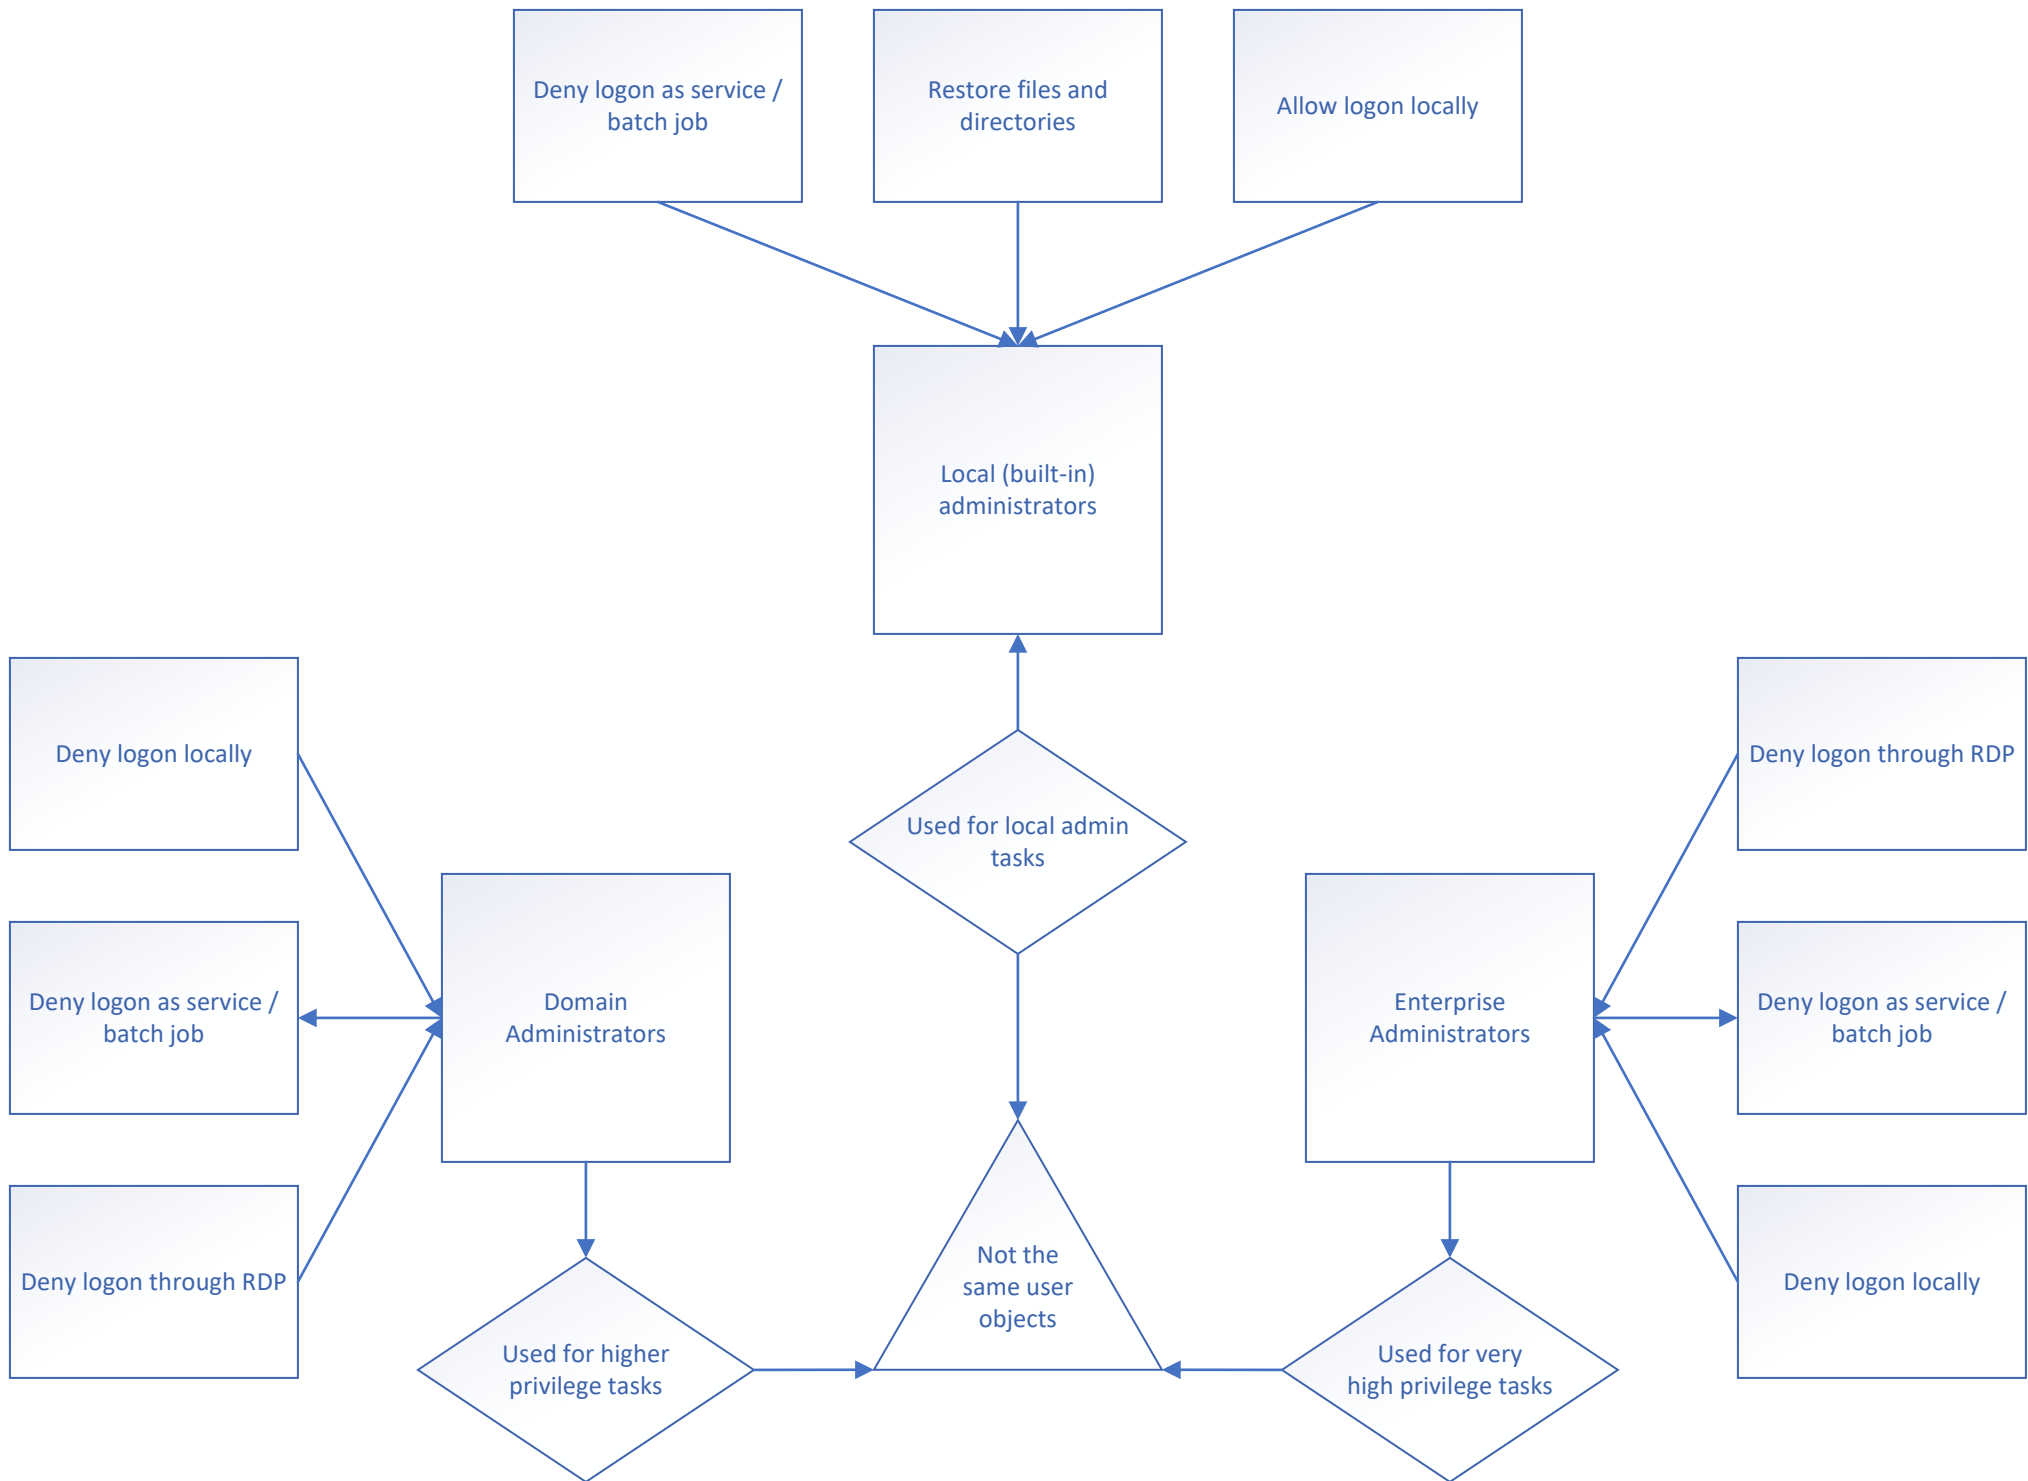 Deny logon as service /
batch job
Restore files and
directories
Allow logon locally
Local (built-in)
administrators
Deny logon locally
Deny logon through RDP
Used for local admin
tasks
Deny logon as service /
batch job
Domain
Administrators
Enterprise
Administrators
Deny logon as service /
batch job
Deny logon through RDP
Not the
same user
objects
Deny logon locally
Used for higher
privilege tasks
Used for very
high privilege tasks